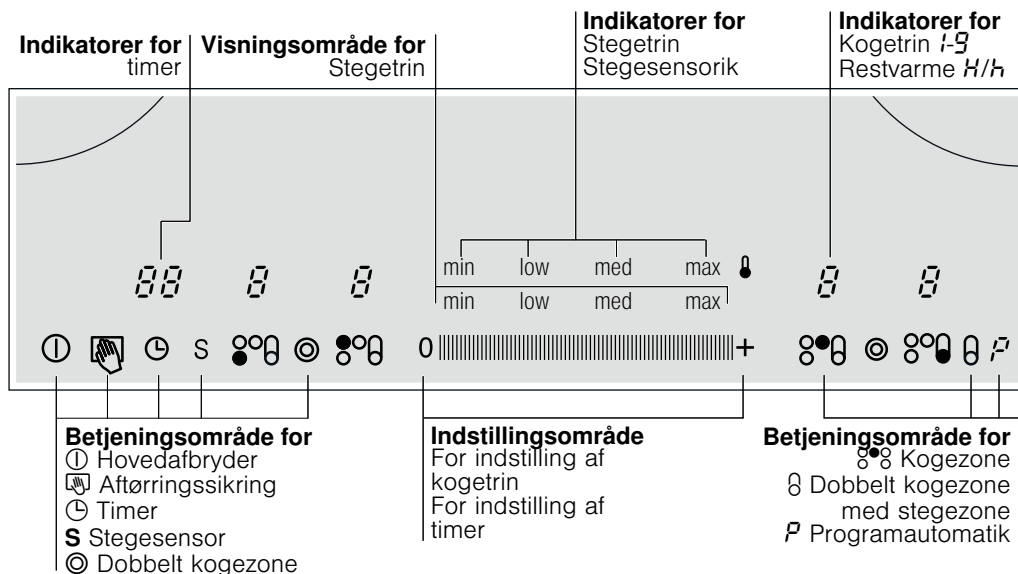 Indikatorer for
timer
Visningsområde for
Stegetrin
Indikatorer for
Stegetrin
Stegesensorik
Indikatorer for
Kogetrin 1-9
Restvarme H/h
min low med max
88 8 8 8 8
min low med max
S 0 + P
Betjeningsområde for
Hovedafbryder
Aftørringssikring
Timer
S Stegesensor
Dobbelt kogezone
Indstillingsområde
For indstilling af
kogetrin
For indstilling af
timer
Betjeningsområde for
Kogezone
Dobbelt kogezone
med stegezone
P Programautomatik